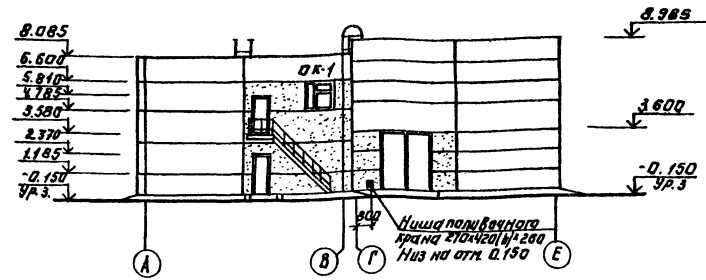 8.085
6.600
5.810
4.785
3.580
2.370
1.185
-0.150
Ур.з.
ОК-1
8.985
3.600
-0.150
Ур.з.
800
Ниша поливочного
крана 270х420(h)х260
Низ на отм. 0.150
А
В
Г
Е